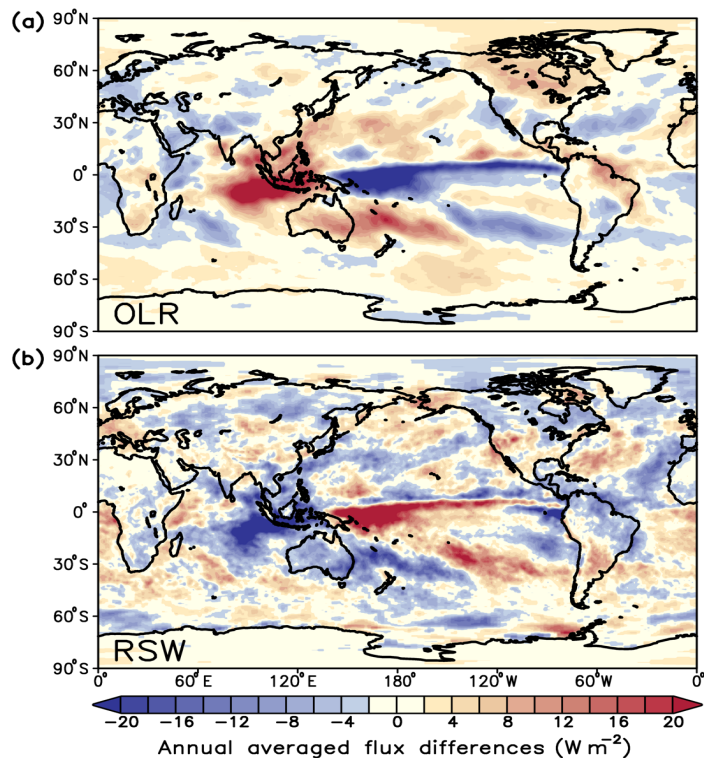 (a)
90°N
60°N
30°N
0°
30°S
60°S
90°S
OLR
(b)
90°N
60°N
30°N
0°
30°S
60°S
90°S
RSW
0° 60°E 120°E 180° 120°W 60°W 0°
−20 −16 −12 −8 −4 0 4 8 12 16 20
Annual averaged flux differences (W m⁻²)